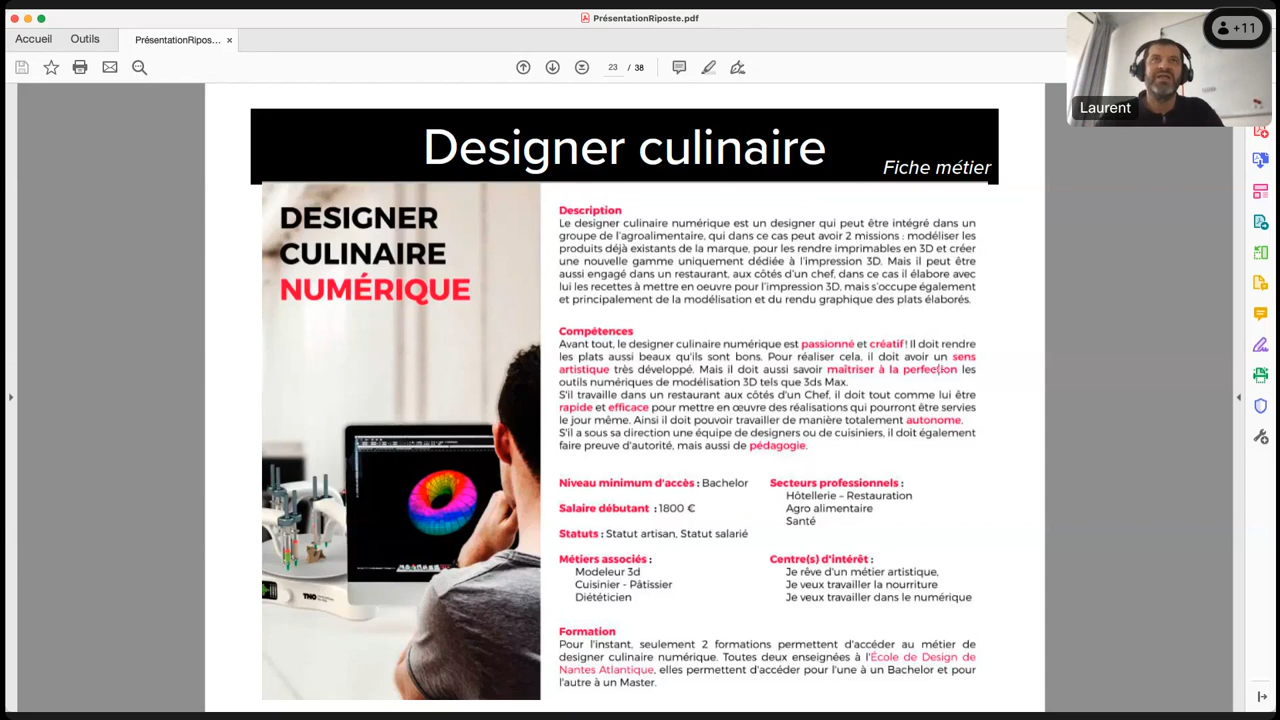 PrésentationRiposte.pdf
Accueil Outils PrésentationRipos... ×
23 / 38
+11
Laurent
Designer culinaire
Fiche métier
DESIGNER
CULINAIRE
NUMÉRIQUE
TNO
Description
Le designer culinaire numérique est un designer qui peut être intégré dans un
groupe de l'agroalimentaire, qui dans ce cas peut avoir 2 missions : modéliser les
produits déjà existants de la marque, pour les rendre imprimables en 3D et créer
une nouvelle gamme uniquement dédiée à l'impression 3D. Mais il peut être
aussi engagé dans un restaurant, aux côtés d'un chef, dans ce cas il élabore avec
lui les recettes à mettre en oeuvre pour l'impression 3D, mais s'occupe également
et principalement de la modélisation et du rendu graphique des plats élaborés.
Compétences
Avant tout, le designer culinaire numérique est passionné et créatif ! Il doit rendre
les plats aussi beaux qu'ils sont bons. Pour réaliser cela, il doit avoir un sens
artistique très développé. Mais il doit aussi savoir maîtriser à la perfection les
outils numériques de modélisation 3D tels que 3ds Max.
S'il travaille dans un restaurant aux côtés d'un Chef, il doit tout comme lui être
rapide et efficace pour mettre en œuvre des réalisations qui pourront être servies
le jour même. Ainsi il doit pouvoir travailler de manière totalement autonome.
S'il a sous sa direction une équipe de designers ou de cuisiniers, il doit également
faire preuve d'autorité, mais aussi de pédagogie.
Niveau minimum d'accès : Bachelor
Salaire débutant : 1800 €
Statuts : Statut artisan, Statut salarié
Métiers associés :
Modeleur 3d
Cuisinier - Pâtissier
Diététicien
Secteurs professionnels :
Hôtellerie – Restauration
Agro alimentaire
Santé
Centre(s) d'intérêt :
Je rêve d'un métier artistique,
Je veux travailler la nourriture
Je veux travailler dans le numérique
Formation
Pour l'instant, seulement 2 formations permettent d'accéder au métier de
designer culinaire numérique. Toutes deux enseignées à l'École de Design de
Nantes Atlantique, elles permettent d'accéder pour l'une à un Bachelor et pour
l'autre à un Master.